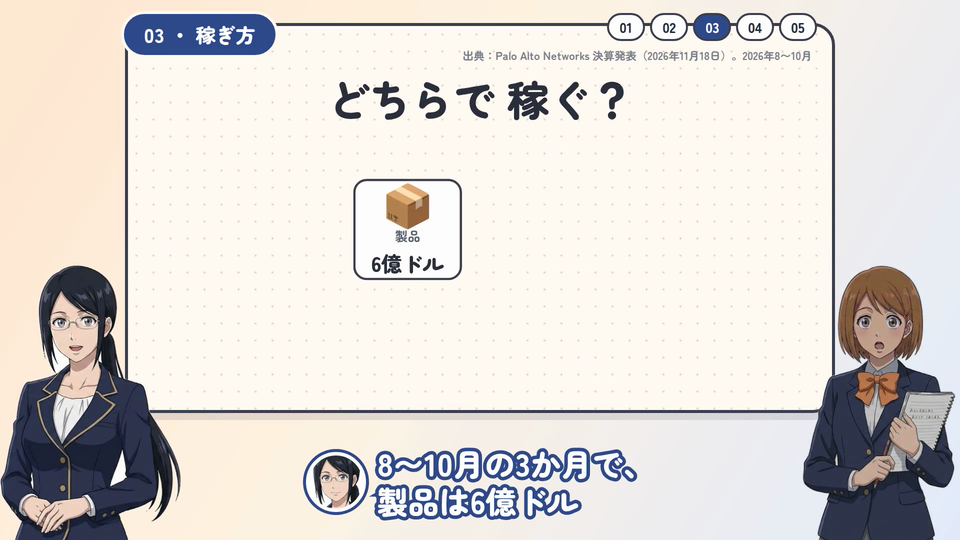 03 ・ 稼ぎ方
01 02 03 04 05
出典：Palo Alto Networks 決算発表（2026年11月18日）。2026年8〜10月
どちらで 稼ぐ？
製品
6億ドル
8〜10月の3か月で、
製品は6億ドル